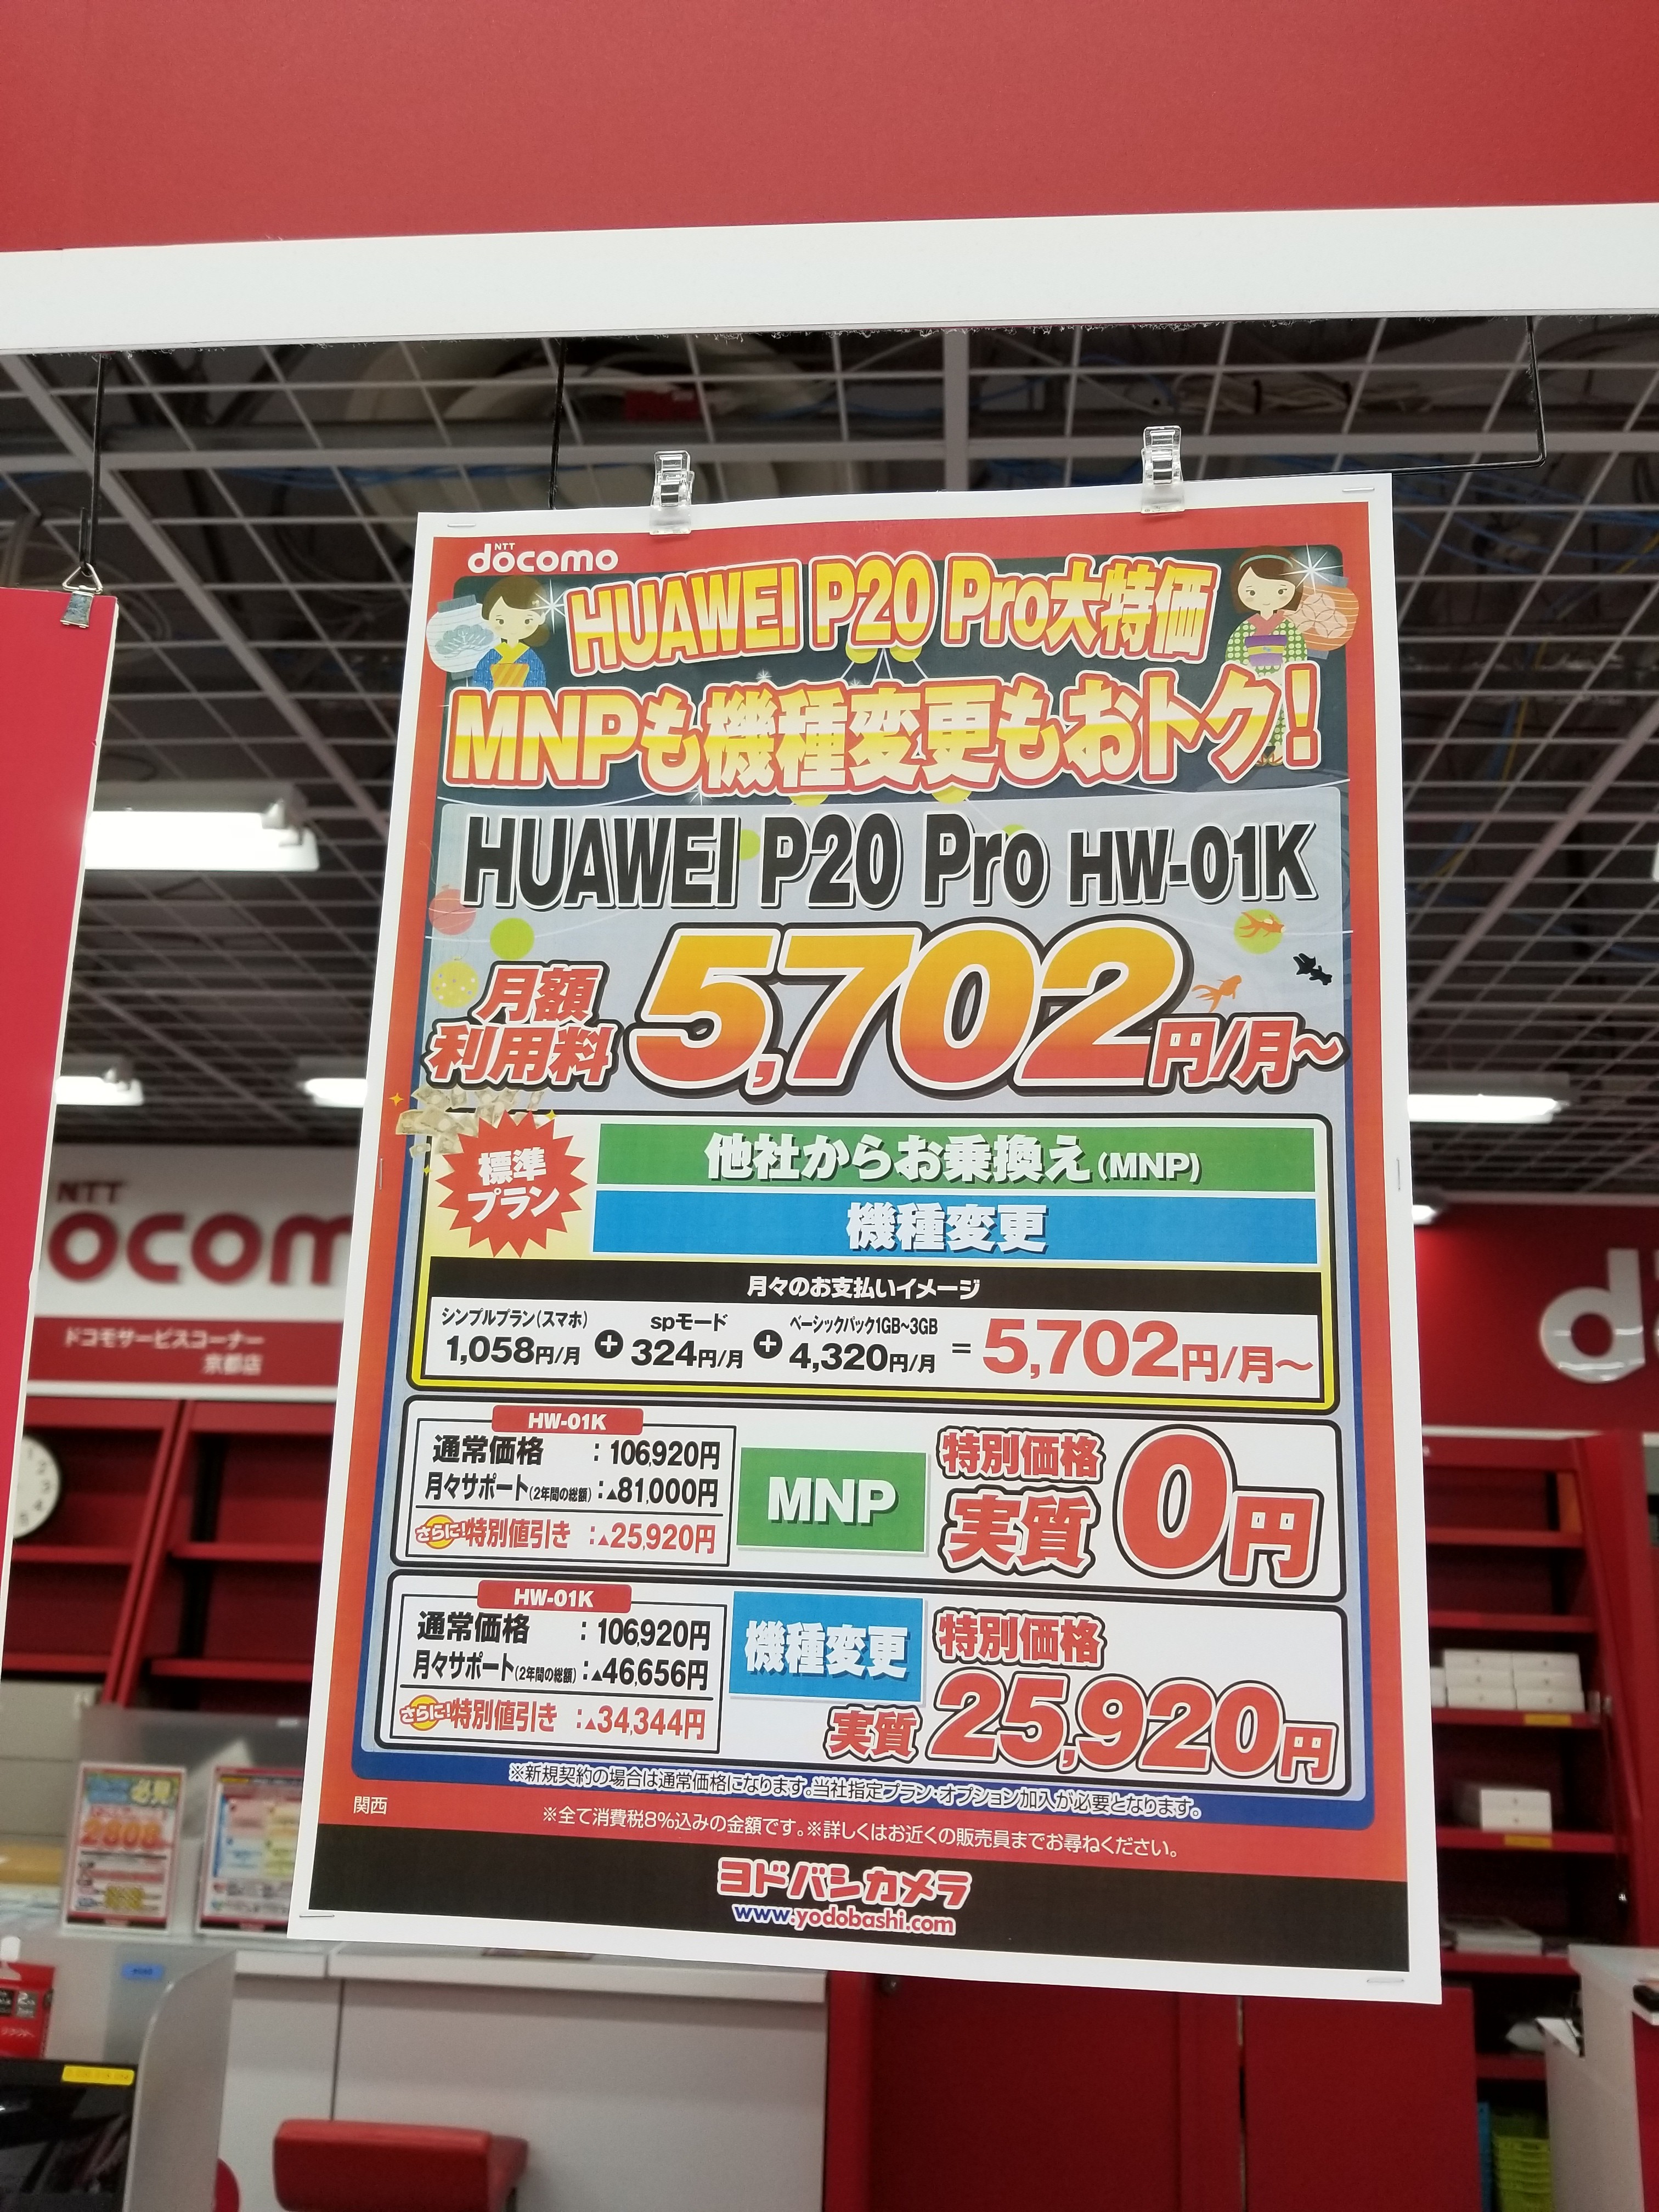 NTT
docomo
HUAWEI P20 Pro大特価
MNPも機種変更もおトク!
HUAWEI P20 Pro HW-01K
月額
利用料
5,702円/月~
標準
プラン
他社からお乗換え(MNP)
機種変更
月々のお支払いイメージ
シンプルプラン(スマホ)
1,058円/月
+
spモード
324円/月
+
ベーシックパック1GB~3GB
4,320円/月
= 5,702円/月~
HW-01K
通常価格 : 106,920円
月々サポート(2年間の総額) : ▲81,000円
さらに!特別値引き : ▲25,920円
MNP
特別価格
実質 0円
HW-01K
通常価格 : 106,920円
月々サポート(2年間の総額) : ▲46,656円
さらに!特別値引き : ▲34,344円
機種変更
特別価格
実質 25,920円
※新規契約の場合は通常価格になります。当社指定プラン・オプション加入が必要となります。
関西
※全て消費税8%込みの金額です。※詳しくはお近くの販売員までお尋ねください。
ヨドバシカメラ
www.yodobashi.com
NTT
ocom
ドコモサービスコーナー
京都店
d
必見!